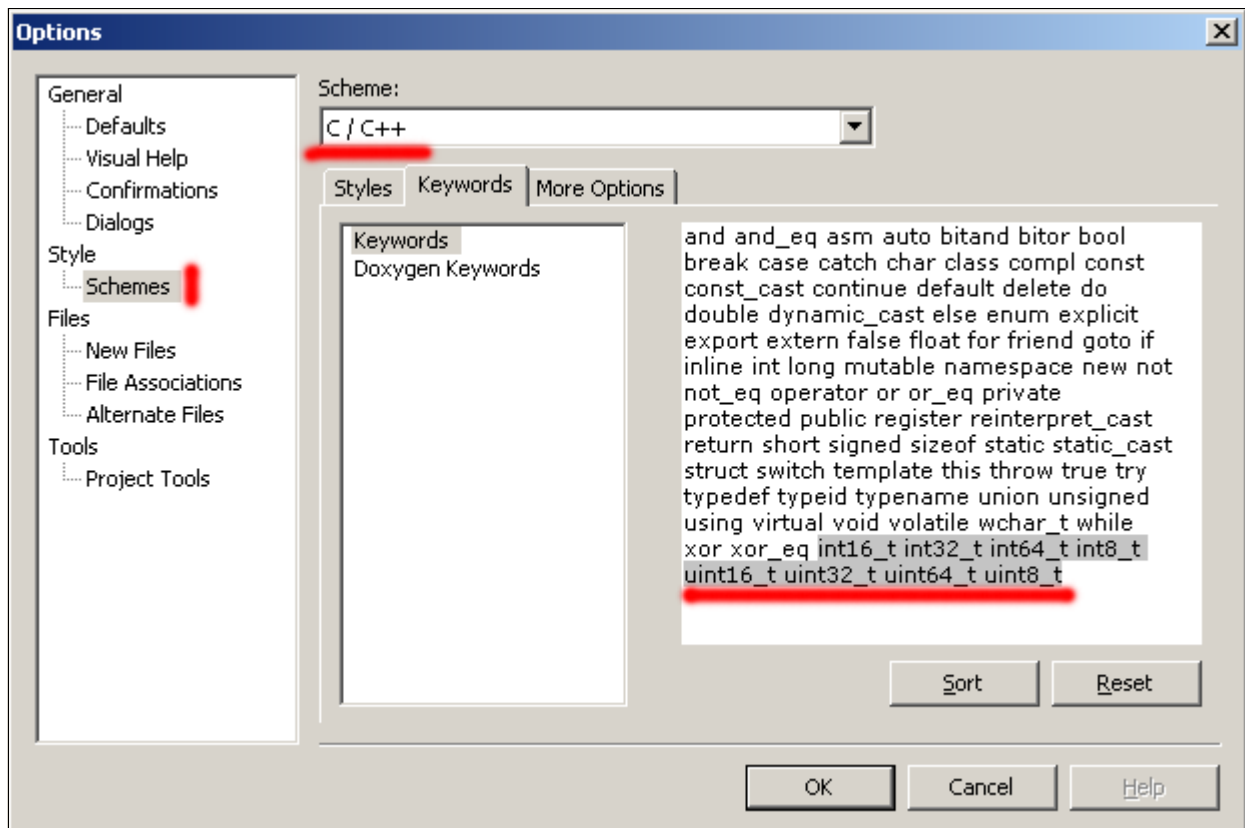 Options
General
Defaults
Visual Help
Confirmations
Dialogs
Style
Schemes
Files
New Files
File Associations
Alternate Files
Tools
Project Tools
Scheme:
C / C++
Styles
Keywords
More Options
Keywords
Doxygen Keywords
and and_eq asm auto bitand bitor bool
break case catch char class compl const
const_cast continue default delete do
double dynamic_cast else enum explicit
export extern false float for friend goto if
inline int long mutable namespace new not
not_eq operator or or_eq private
protected public register reinterpret_cast
return short signed sizeof static static_cast
struct switch template this throw true try
typedef typeid typename union unsigned
using virtual void volatile wchar_t while
xor xor_eq int16_t int32_t int64_t int8_t
uint16_t uint32_t uint64_t uint8_t
Sort
Reset
OK
Cancel
Help